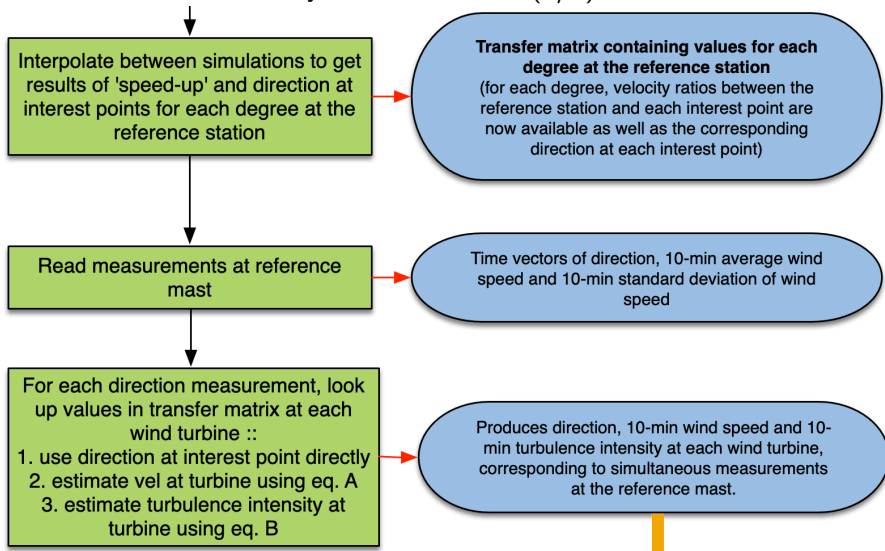 Interpolate between simulations to get
results of 'speed-up' and direction at
interest points for each degree at the
reference station
Transfer matrix containing values for each
degree at the reference station
(for each degree, velocity ratios between the
reference station and each interest point are
now available as well as the corresponding
direction at each interest point)
Read measurements at reference
mast
Time vectors of direction, 10-min average wind
speed and 10-min standard deviation of wind
speed
For each direction measurement, look
up values in transfer matrix at each
wind turbine ::
1. use direction at interest point directly
2. estimate vel at turbine using eq. A
3. estimate turbulence intensity at
turbine using eq. B
Produces direction, 10-min wind speed and 10-
min turbulence intensity at each wind turbine,
corresponding to simultaneous measurements
at the reference mast.